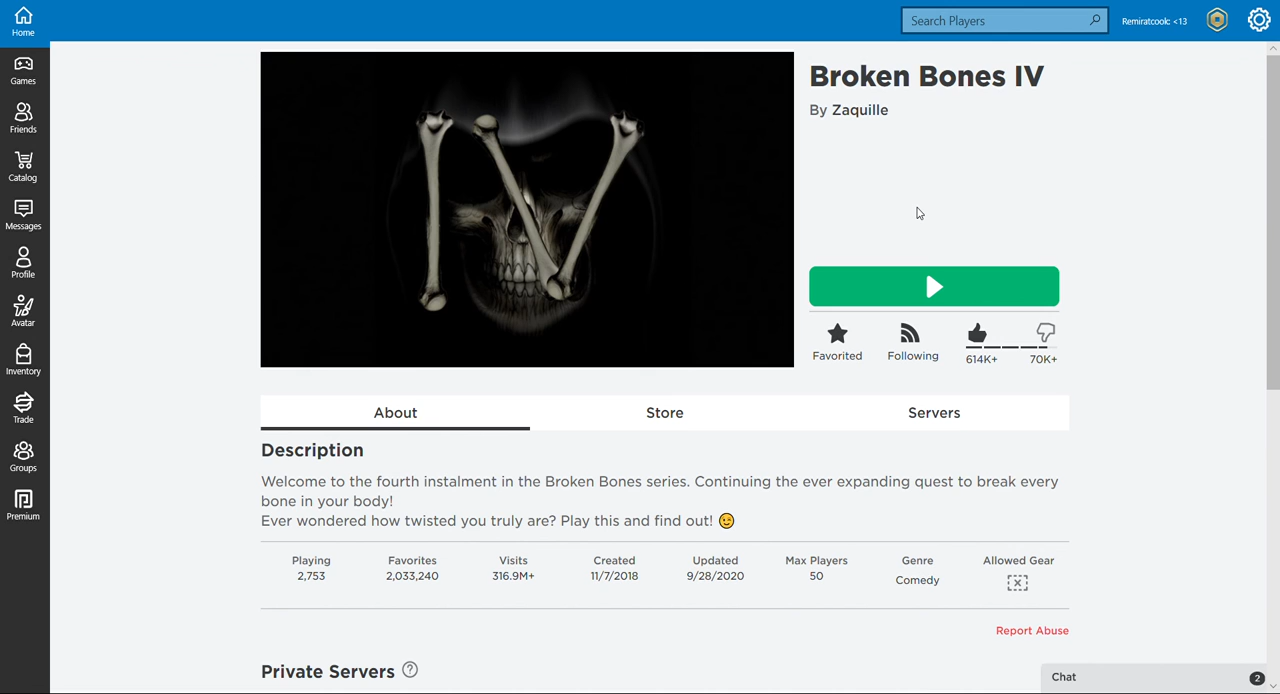 Home
Search Players
Remiratcoolc: <13
Games
Friends
Catalog
Messages
Profile
Avatar
Inventory
Trade
Groups
Premium
Broken Bones IV
By Zaquille
Favorited
Following
614K+
70K+
About
Store
Servers
Description
Welcome to the fourth instalment in the Broken Bones series. Continuing the ever expanding quest to break every
bone in your body!
Ever wondered how twisted you truly are? Play this and find out! 😉
Playing
Favorites
Visits
Created
Updated
Max Players
Genre
Allowed Gear
2,753
2,033,240
316.9M+
11/7/2018
9/28/2020
50
Comedy
Report Abuse
Private Servers
Chat
2